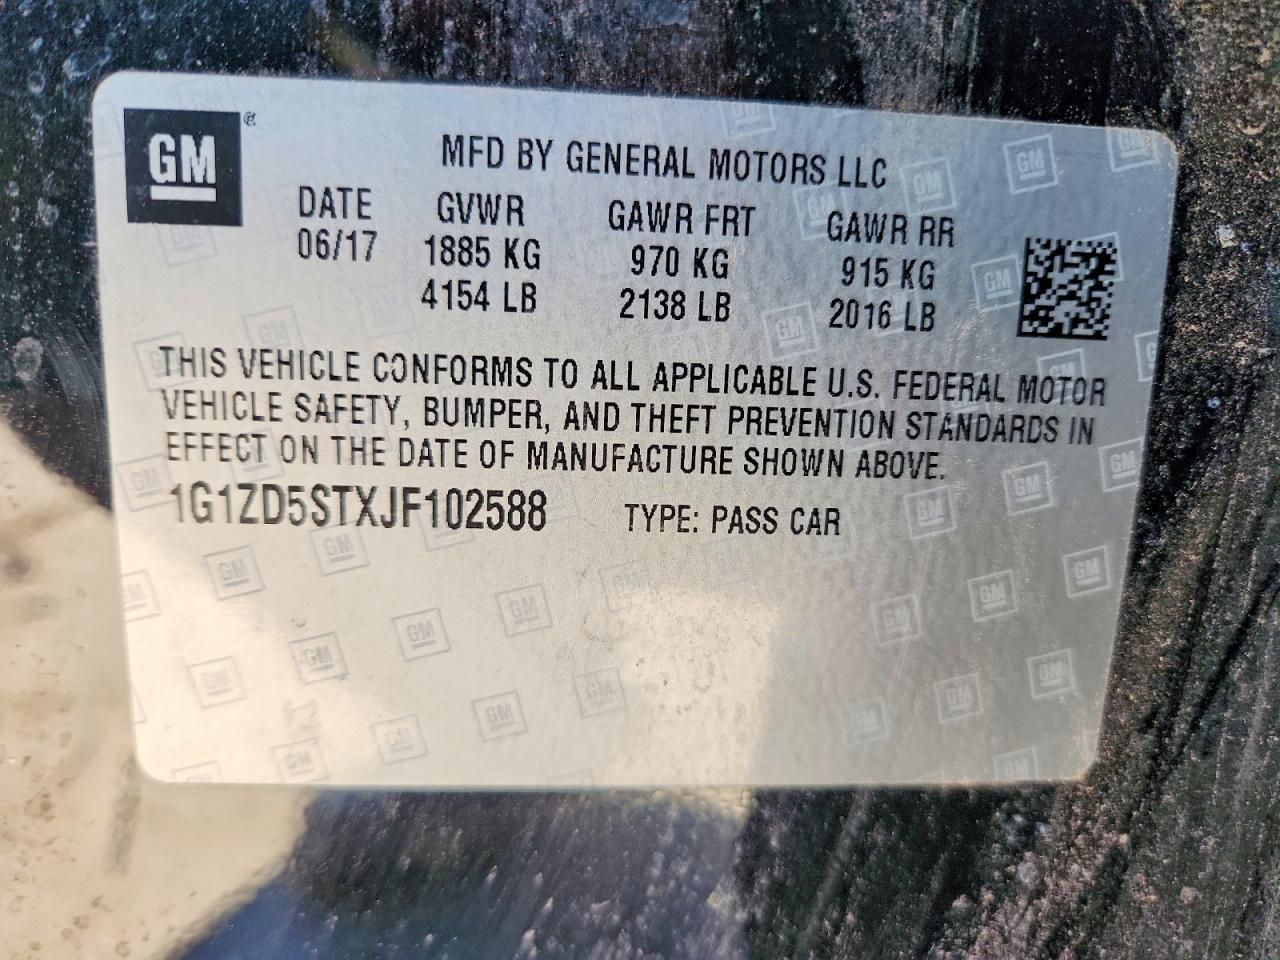 GM
MFD BY GENERAL MOTORS LLC
DATE GVWR GAWR FRT GAWR RR
06/17 1885 KG 970 KG 915 KG
4154 LB 2138 LB 2016 LB
THIS VEHICLE CONFORMS TO ALL APPLICABLE U.S. FEDERAL MOTOR
VEHICLE SAFETY, BUMPER, AND THEFT PREVENTION STANDARDS IN
EFFECT ON THE DATE OF MANUFACTURE SHOWN ABOVE.
1G1ZD5STXJF102588 TYPE: PASS CAR